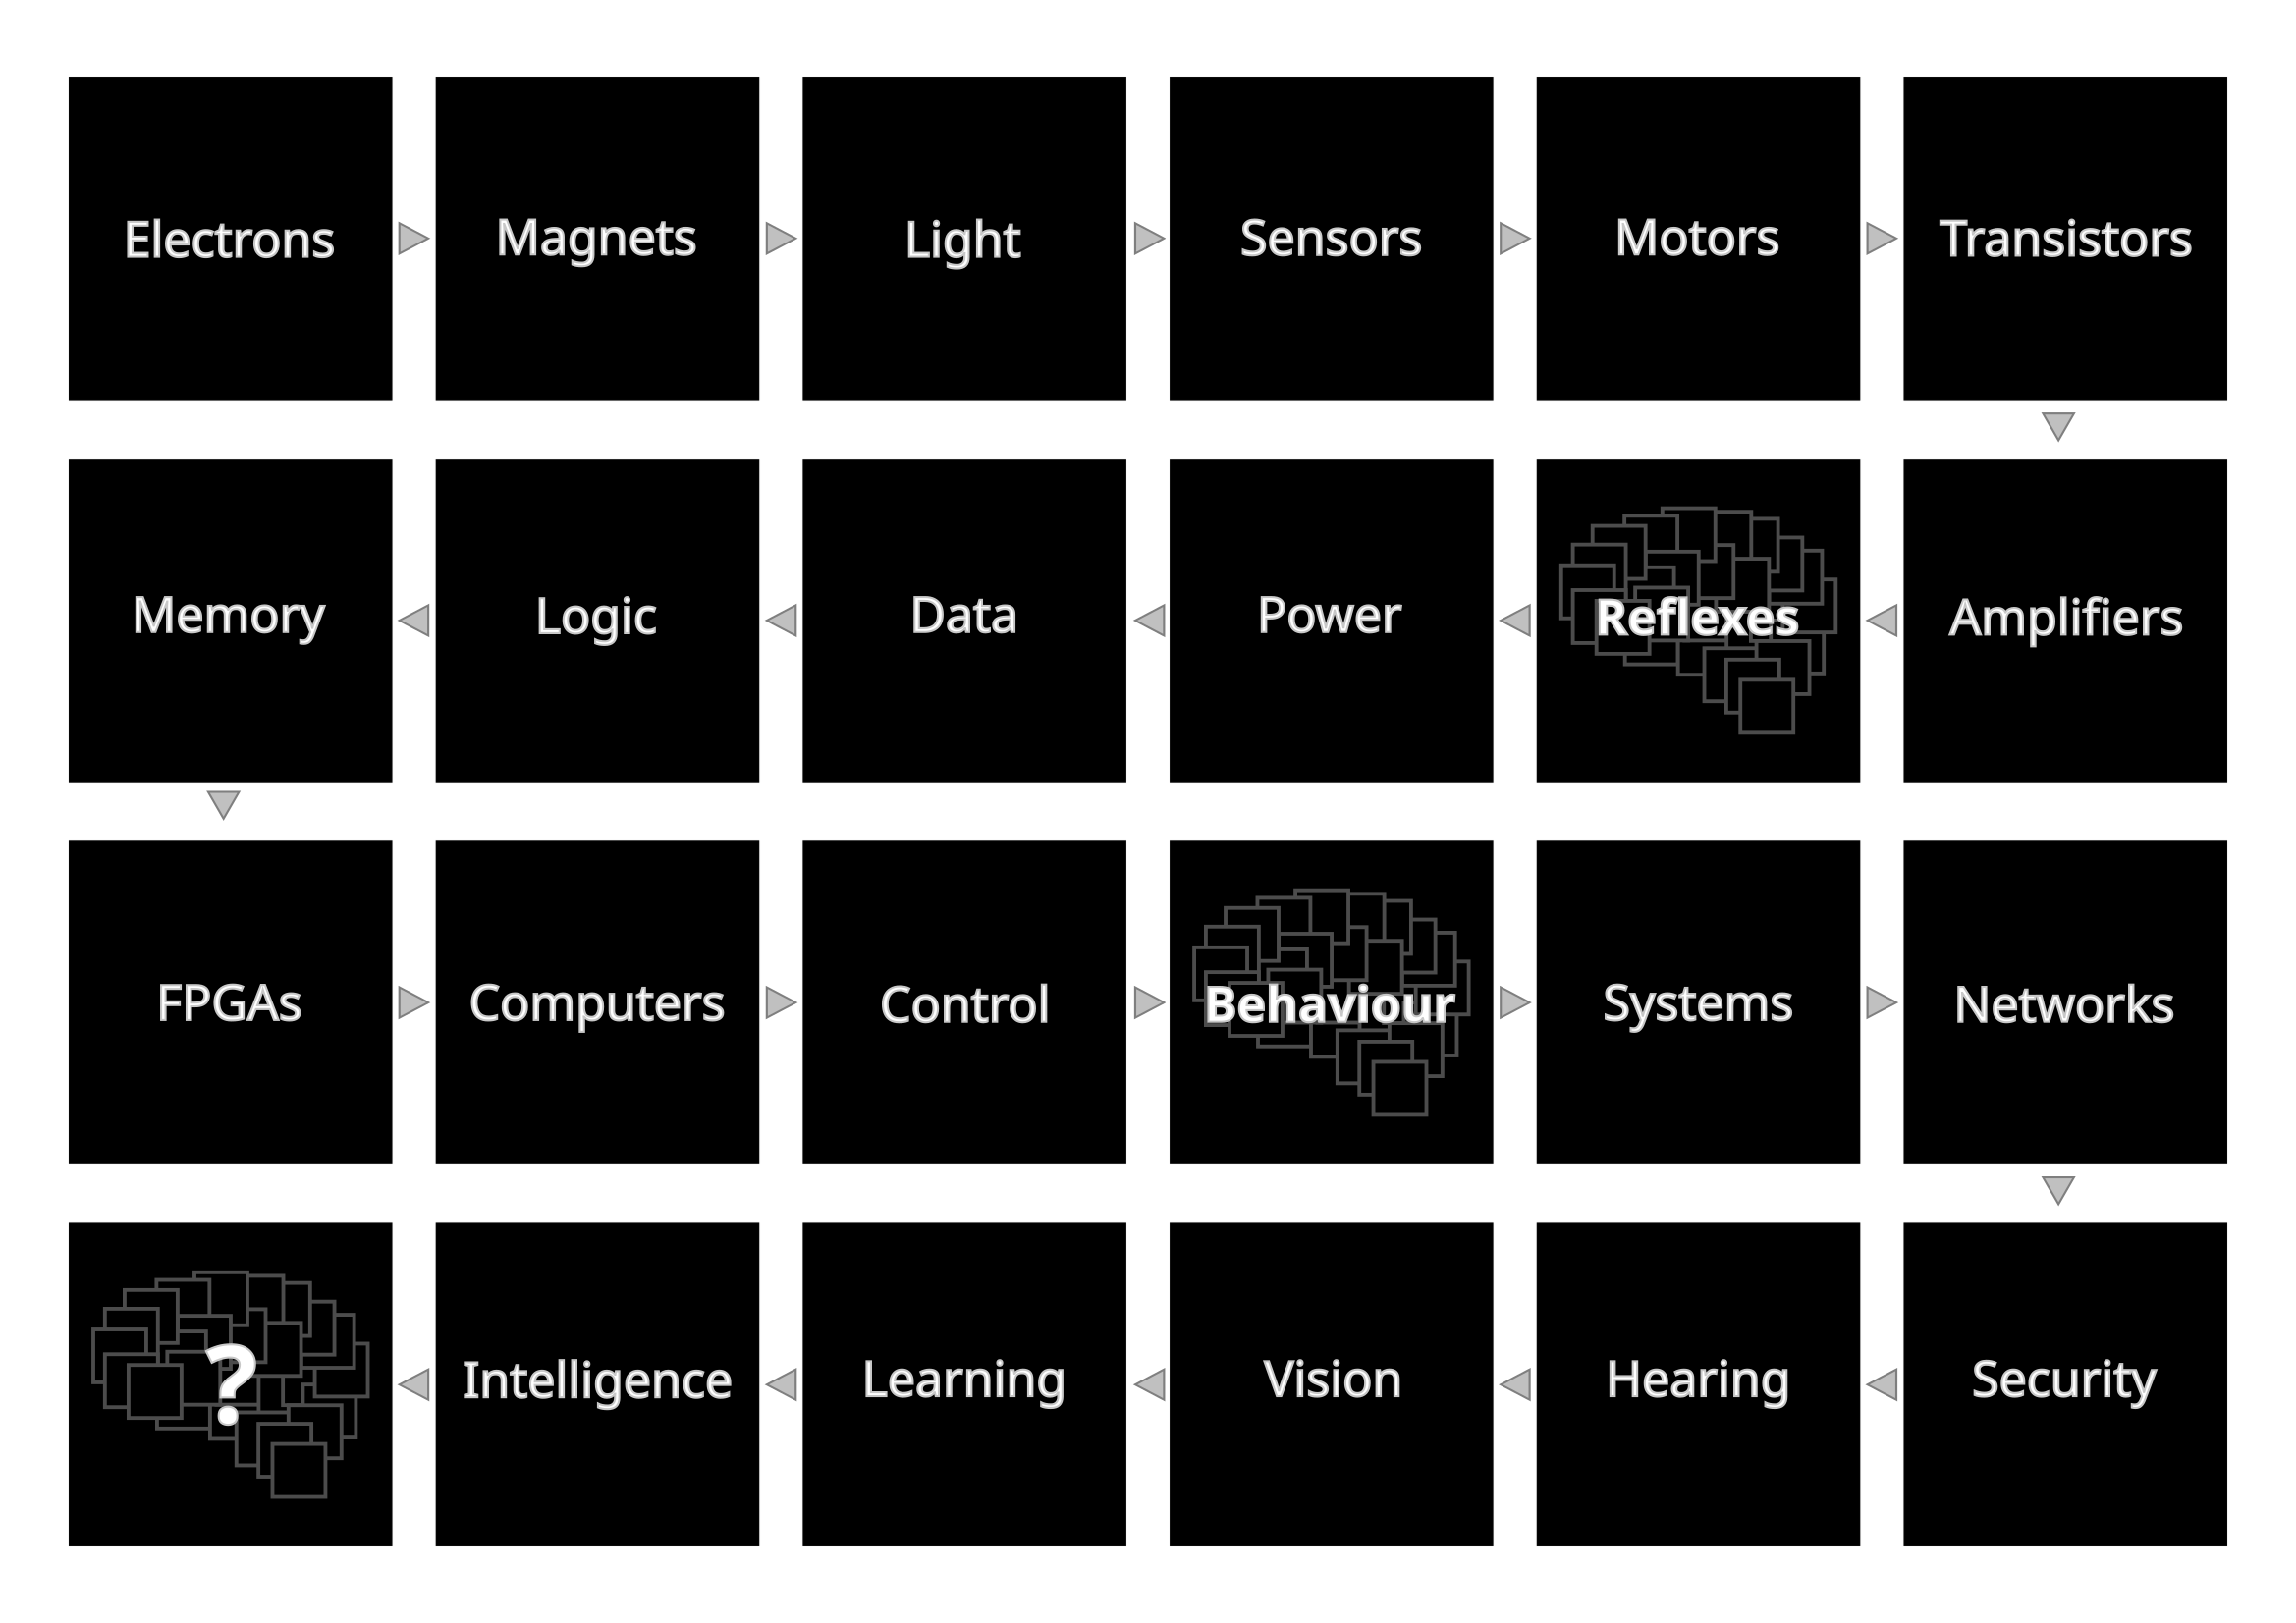 Electrons
Magnets
Light
Sensors
Motors
Transistors
Amplifiers
Reflexes
Power
Data
Logic
Memory
FPGAs
Computers
Control
Behaviour
Systems
Networks
Security
Hearing
Vision
Learning
Intelligence
?